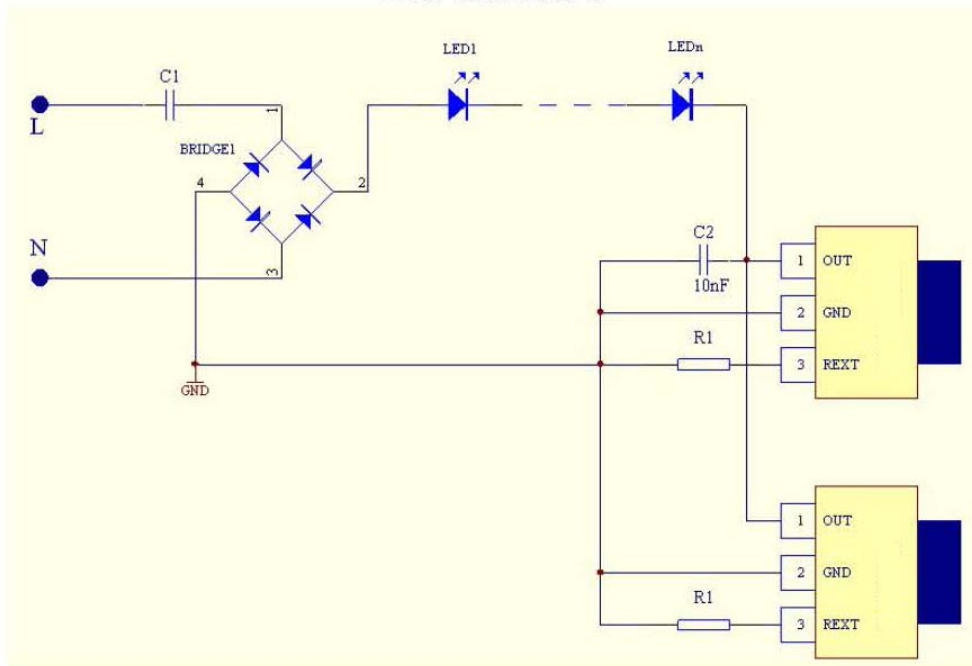 LED1
LEDn
C1
L
1
BRIDGE1
4
2
N
3
C2
10nF
1 OUT
2 GND
R1
3 REXT
GND
1 OUT
2 GND
R1
3 REXT